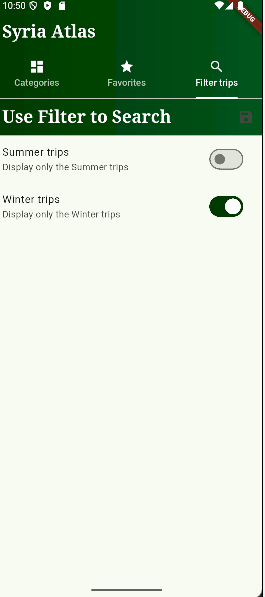 10:50
DEBUG
Syria Atlas
Categories
Favorites
Filter trips
Use Filter to Search
Summer trips
Display only the Summer trips
Winter trips
Display only the Winter trips